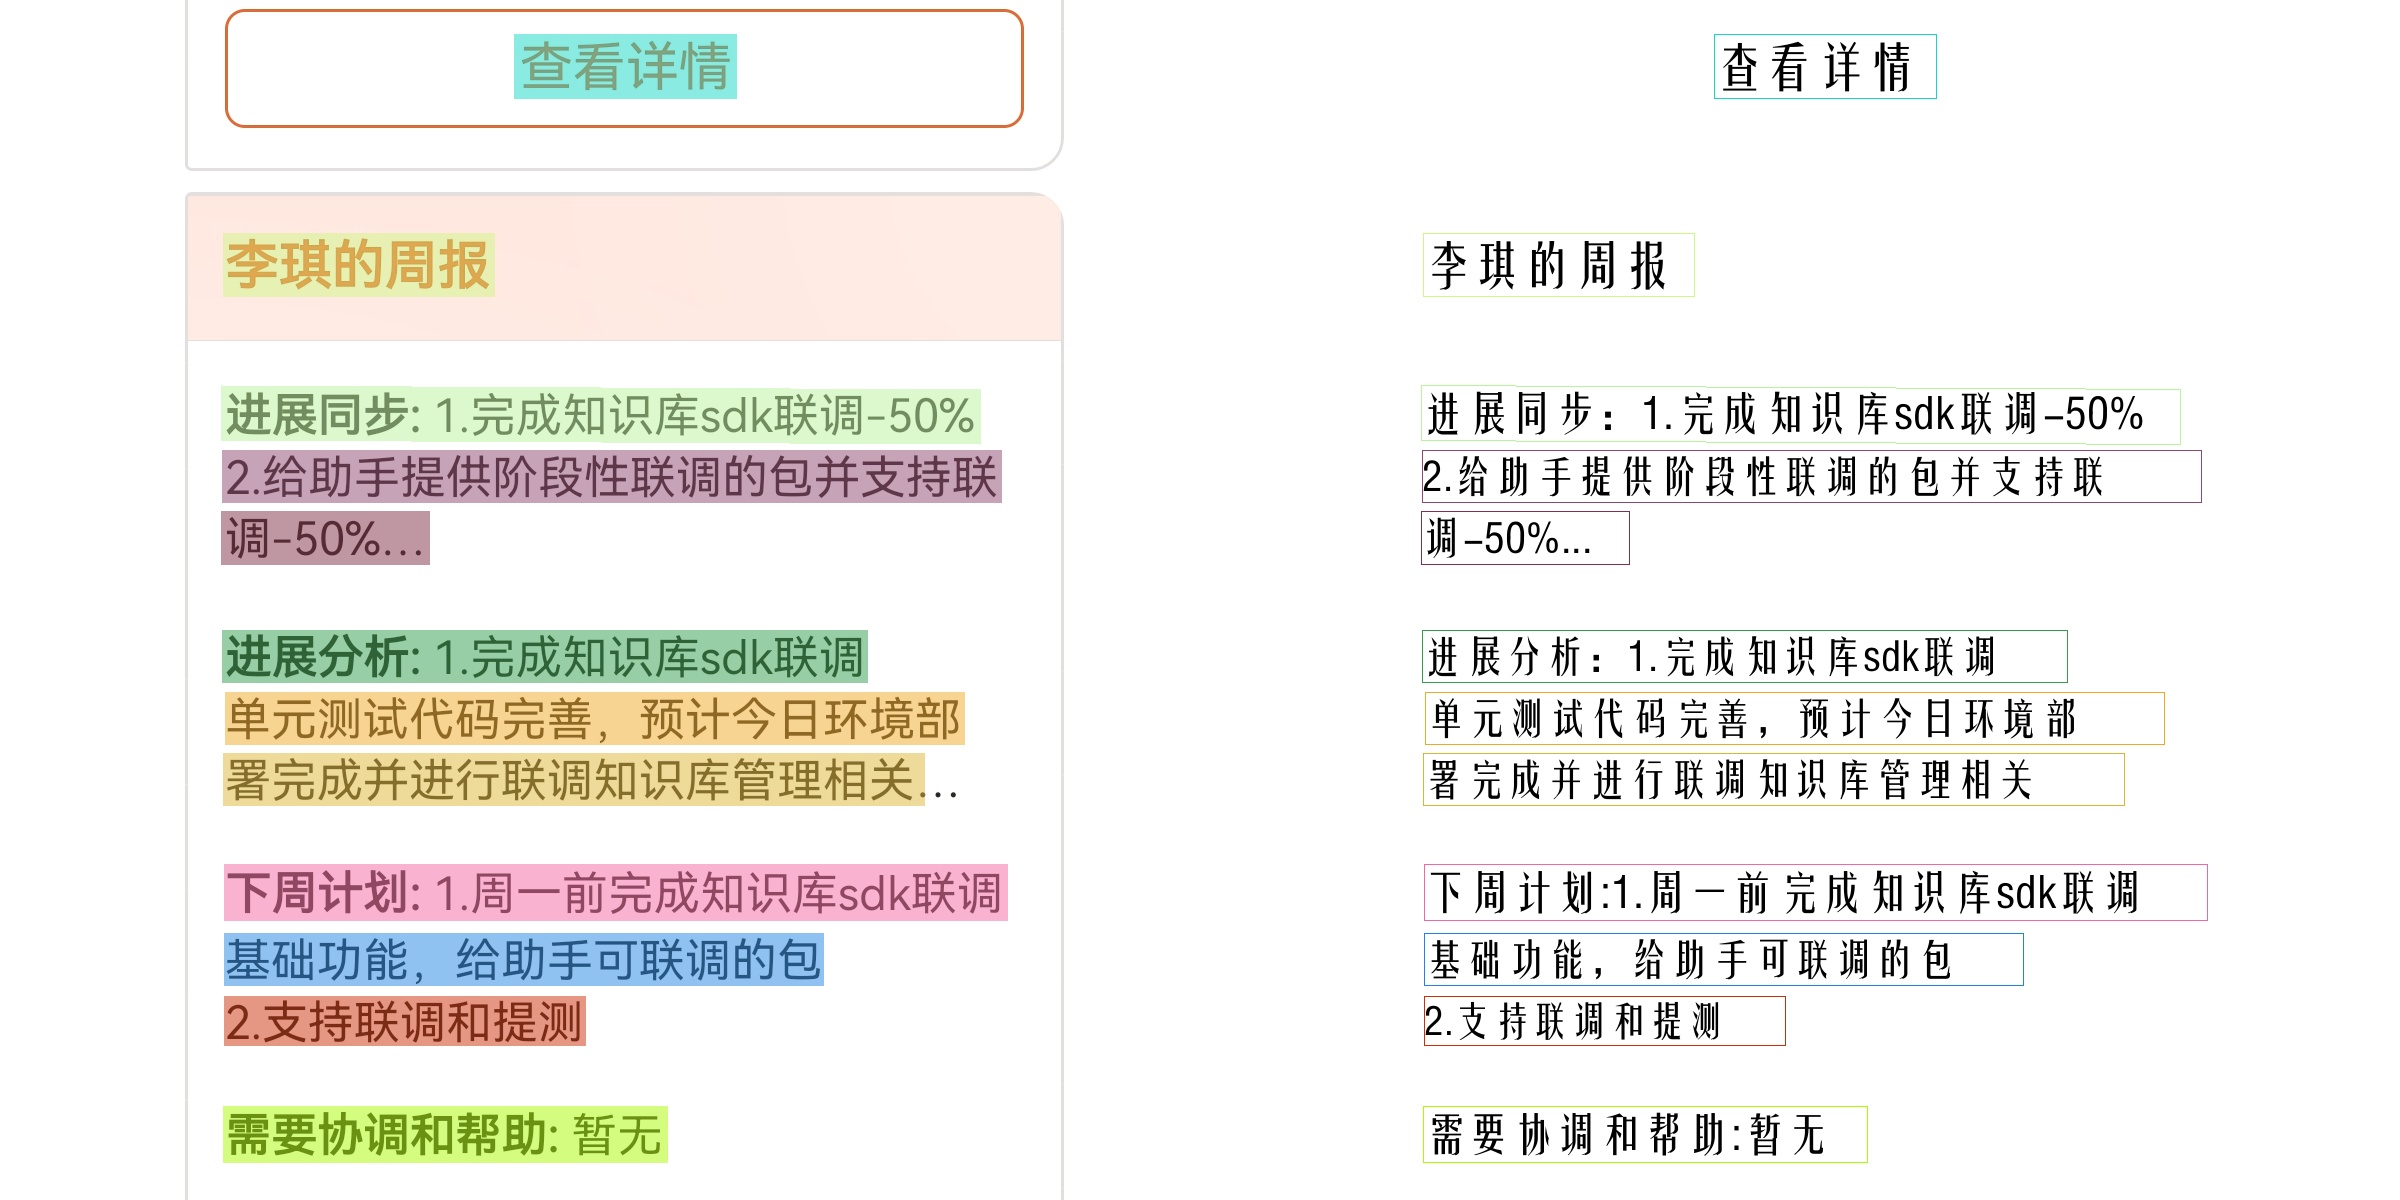 查看详情
李琪的周报
进展同步: 1.完成知识库sdk联调-50%
2.给助手提供阶段性联调的包并支持联
调-50%...
进展分析: 1.完成知识库sdk联调
单元测试代码完善，预计今日环境部
署完成并进行联调知识库管理相关...
下周计划: 1.周一前完成知识库sdk联调
基础功能，给助手可联调的包
2.支持联调和提测
需要协调和帮助: 暂无
查看详情
李琪的周报
进展同步：1.完成知识库sdk联调-50%
2.给助手提供阶段性联调的包并支持联
调-50%...
进展分析：1.完成知识库sdk联调
单元测试代码完善，预计今日环境部
署完成并进行联调知识库管理相关
下周计划:1.周一前完成知识库sdk联调
基础功能，给助手可联调的包
2.支持联调和提测
需要协调和帮助:暂无